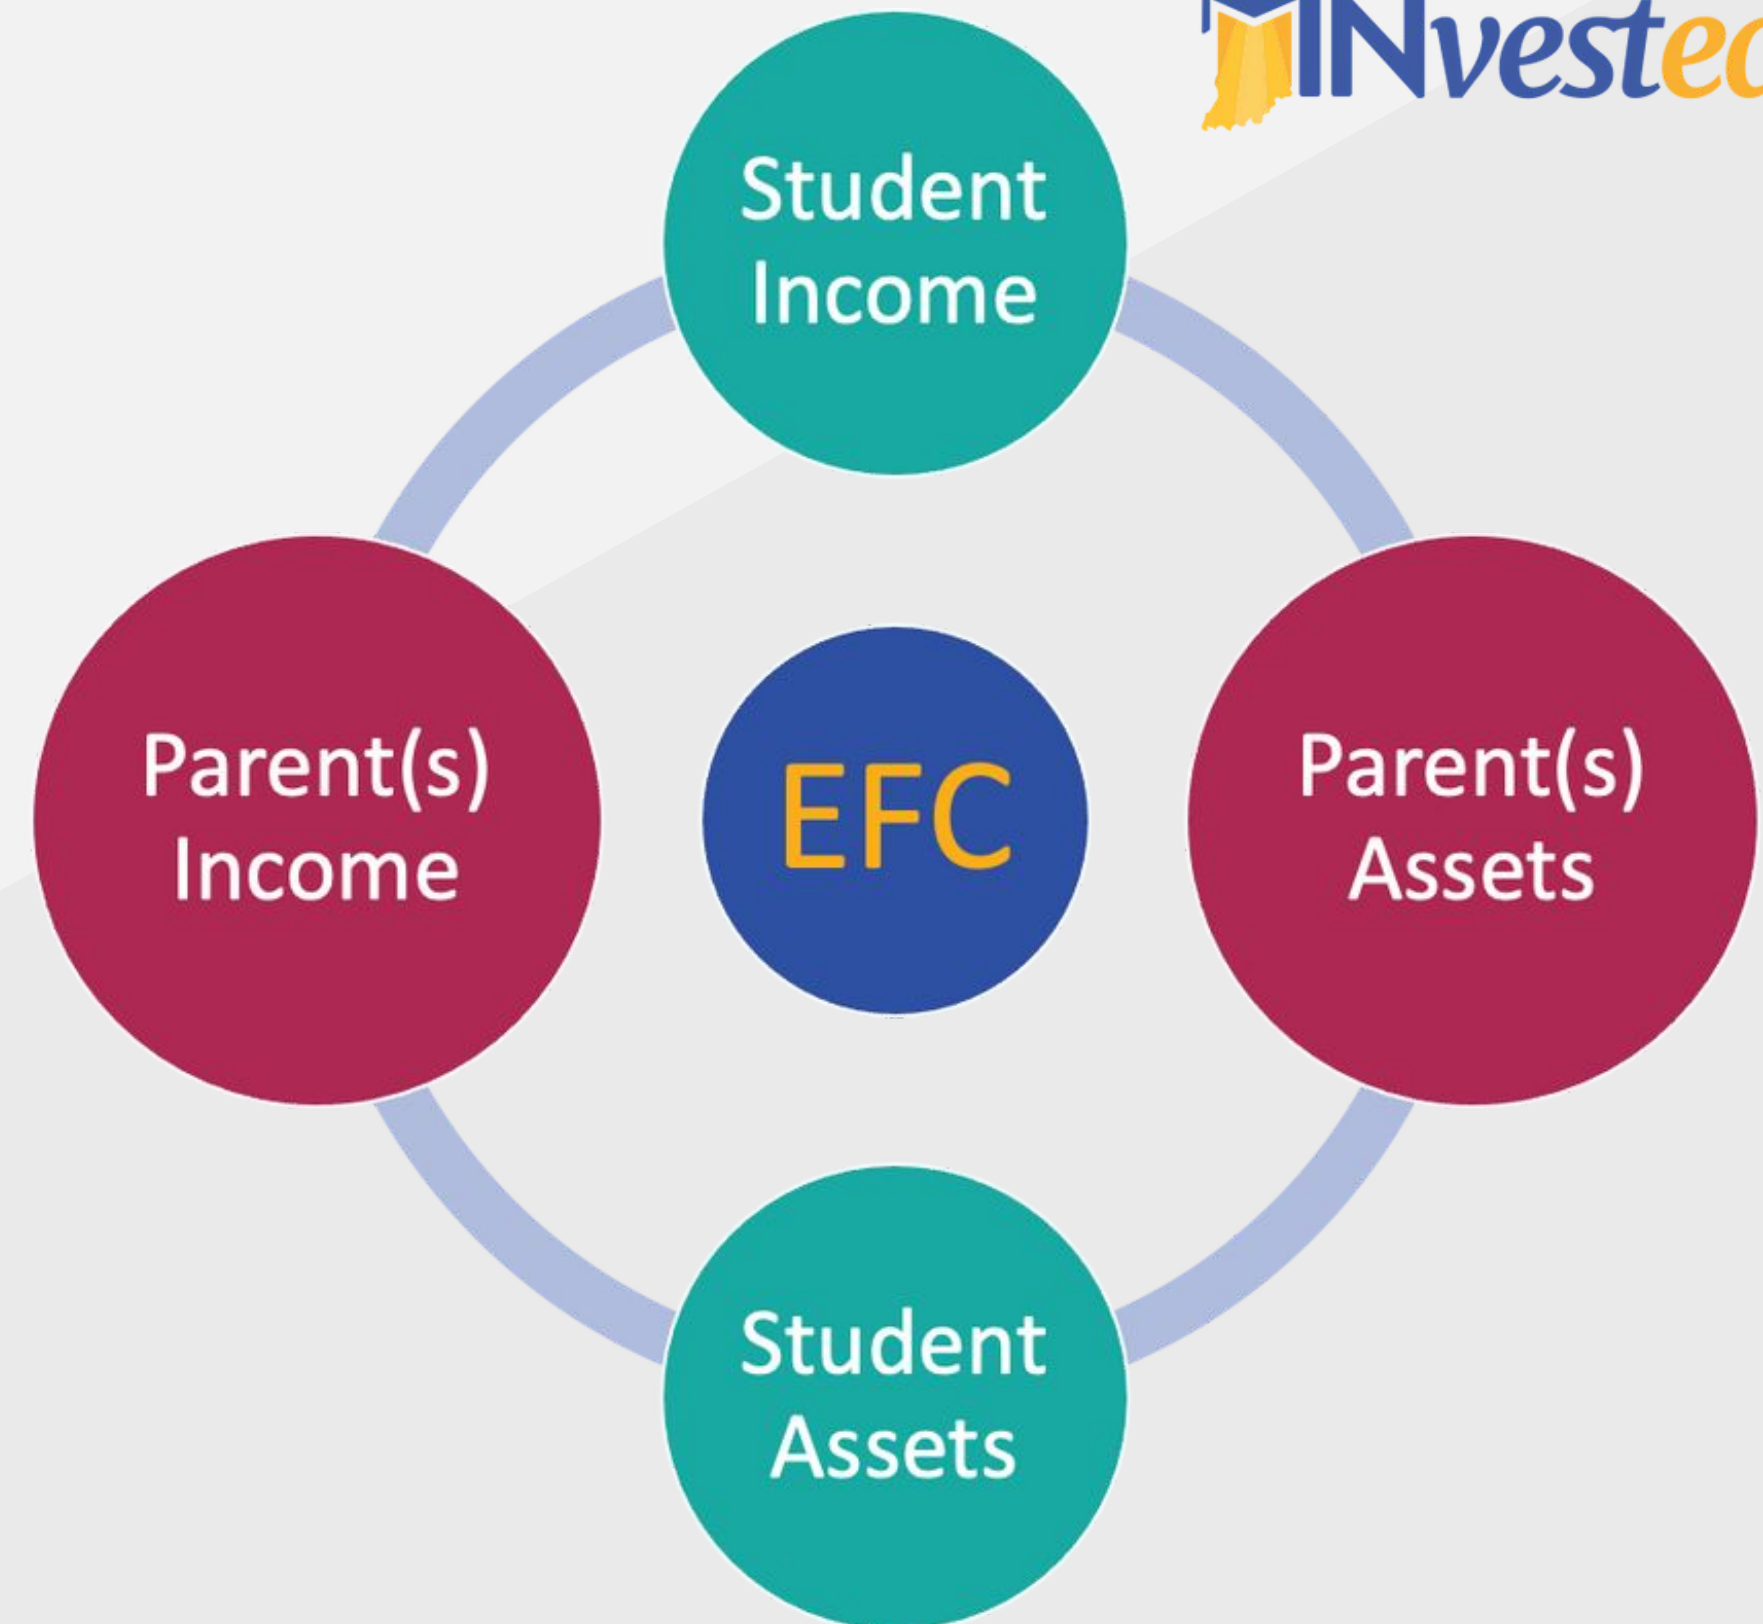 INvested
Student
Income
Parent(s)
Income
EFC
Parent(s)
Assets
Student
Assets